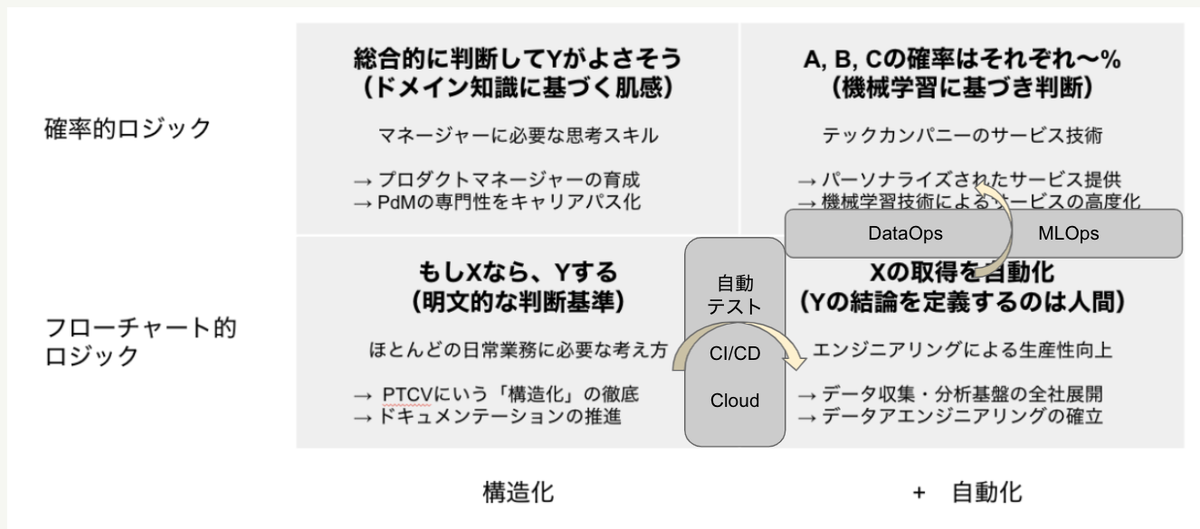 確率的ロジック
総合的に判断してYがよさそう
（ドメイン知識に基づく肌感）
マネージャーに必要な思考スキル
→ プロダクトマネージャーの育成
→ PdMの専門性をキャリアパス化
A, B, Cの確率はそれぞれ〜%
（機械学習に基づき判断）
テックカンパニーのサービス技術
→ パーソナライズされたサービス提供
→ 機械学習技術によるサービスの高度化
DataOps
MLOps
フローチャート的
ロジック
もしXなら、Yする
（明文的な判断基準）
ほとんどの日常業務に必要な考え方
→ PTCVにいう「構造化」の徹底
→ ドキュメンテーションの推進
自動
テスト
CI/CD
Cloud
Xの取得を自動化
（Yの結論を定義するのは人間）
エンジニアリングによる生産性向上
→ データ収集・分析基盤の全社展開
→ データアエンジニアリングの確立
構造化
+ 自動化